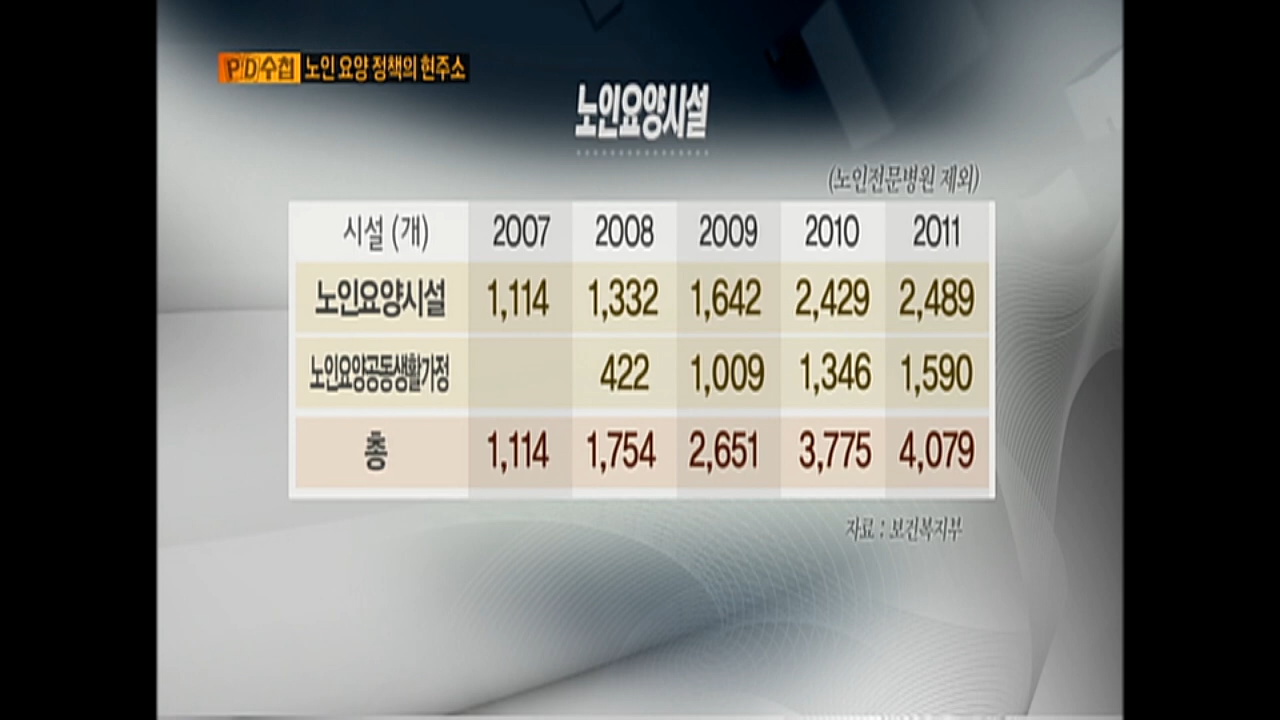 PD수첩 노인 요양 정책의 현주소
노인요양시설
(노인전문병원 제외)
시설 (개) 2007 2008 2009 2010 2011
노인요양시설 1,114 1,332 1,642 2,429 2,489
노인요양공동생활가정 422 1,009 1,346 1,590
총 1,114 1,754 2,651 3,775 4,079
자료 : 보건복지부